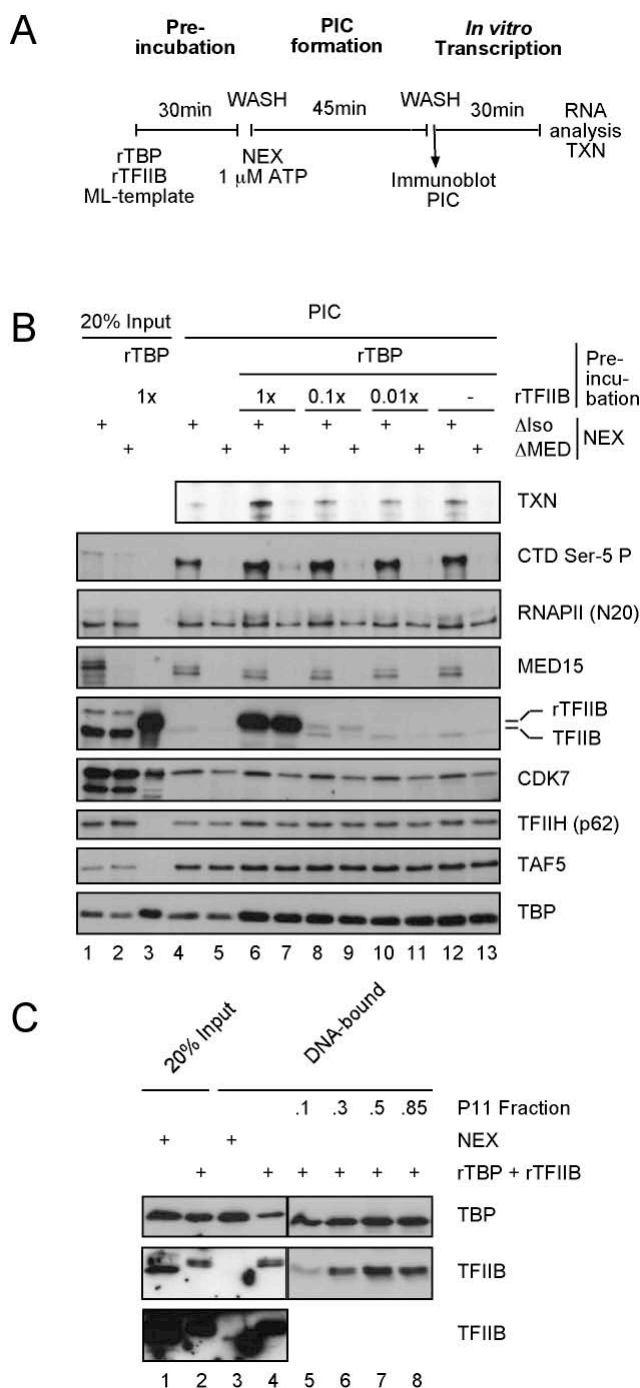 A
Pre-
incubation
PIC
formation
In vitro
Transcription
30min
WASH
45min
WASH
30min
RNA
analysis
TXN
rTBP
rTFIIB
ML-template
NEX
1 µM ATP
Immunoblot
PIC
B
20% Input
PIC
rTBP
rTBP
1x
1x
0.1x
0.01x
-
rTFIIB
Pre-
incu-
bation
+ + + + + + ΔIso
+ + + + + + ΔMED
NEX
TXN
CTD Ser-5 P
RNAPII (N20)
MED15
rTFIIB
TFIIB
CDK7
TFIIH (p62)
TAF5
TBP
1 2 3 4 5 6 7 8 9 10 11 12 13
C
20% Input
DNA-bound
.1 .3 .5 .85 P11 Fraction
+ + NEX
+ + + + + + rTBP + rTFIIB
TBP
TFIIB
TFIIB
1 2 3 4 5 6 7 8